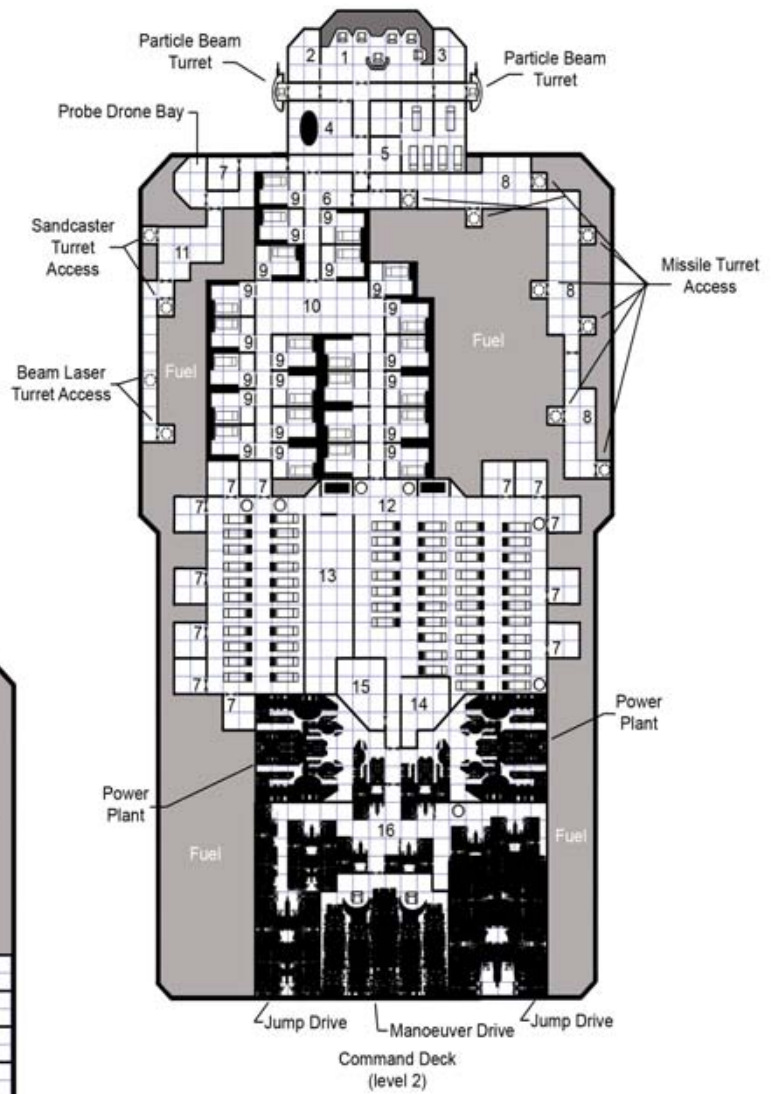 Particle Beam
Turret
Particle Beam
Turret
2
1
3
Probe Drone Bay
4
5
7
8
6
9
9
9
9
9
Sandcaster
Turret
Access
11
Missile Turret
Access
9
8
10
9
9
Fuel
Fuel
Beam Laser
Turret Access
9
9
9
9
9
9
9
9
8
9
9
9
9
9
9
9
9
7
7
12
7
7
7
7
13
7
7
7
7
7
15
14
7
Power
Plant
Power
Plant
16
Fuel
Fuel
Jump Drive
Manoeuver Drive
Jump Drive
Command Deck
(level 2)